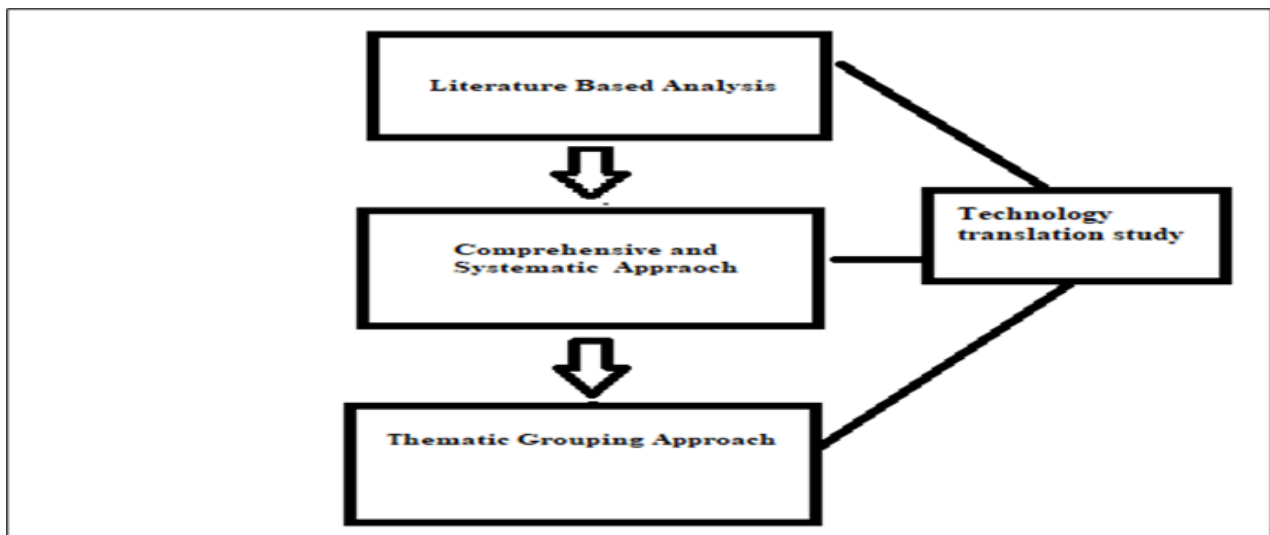 Literature Based Analysis
Technology
translation study
Comprehensive and
Systematic Appraoch
Thematic Grouping Approach